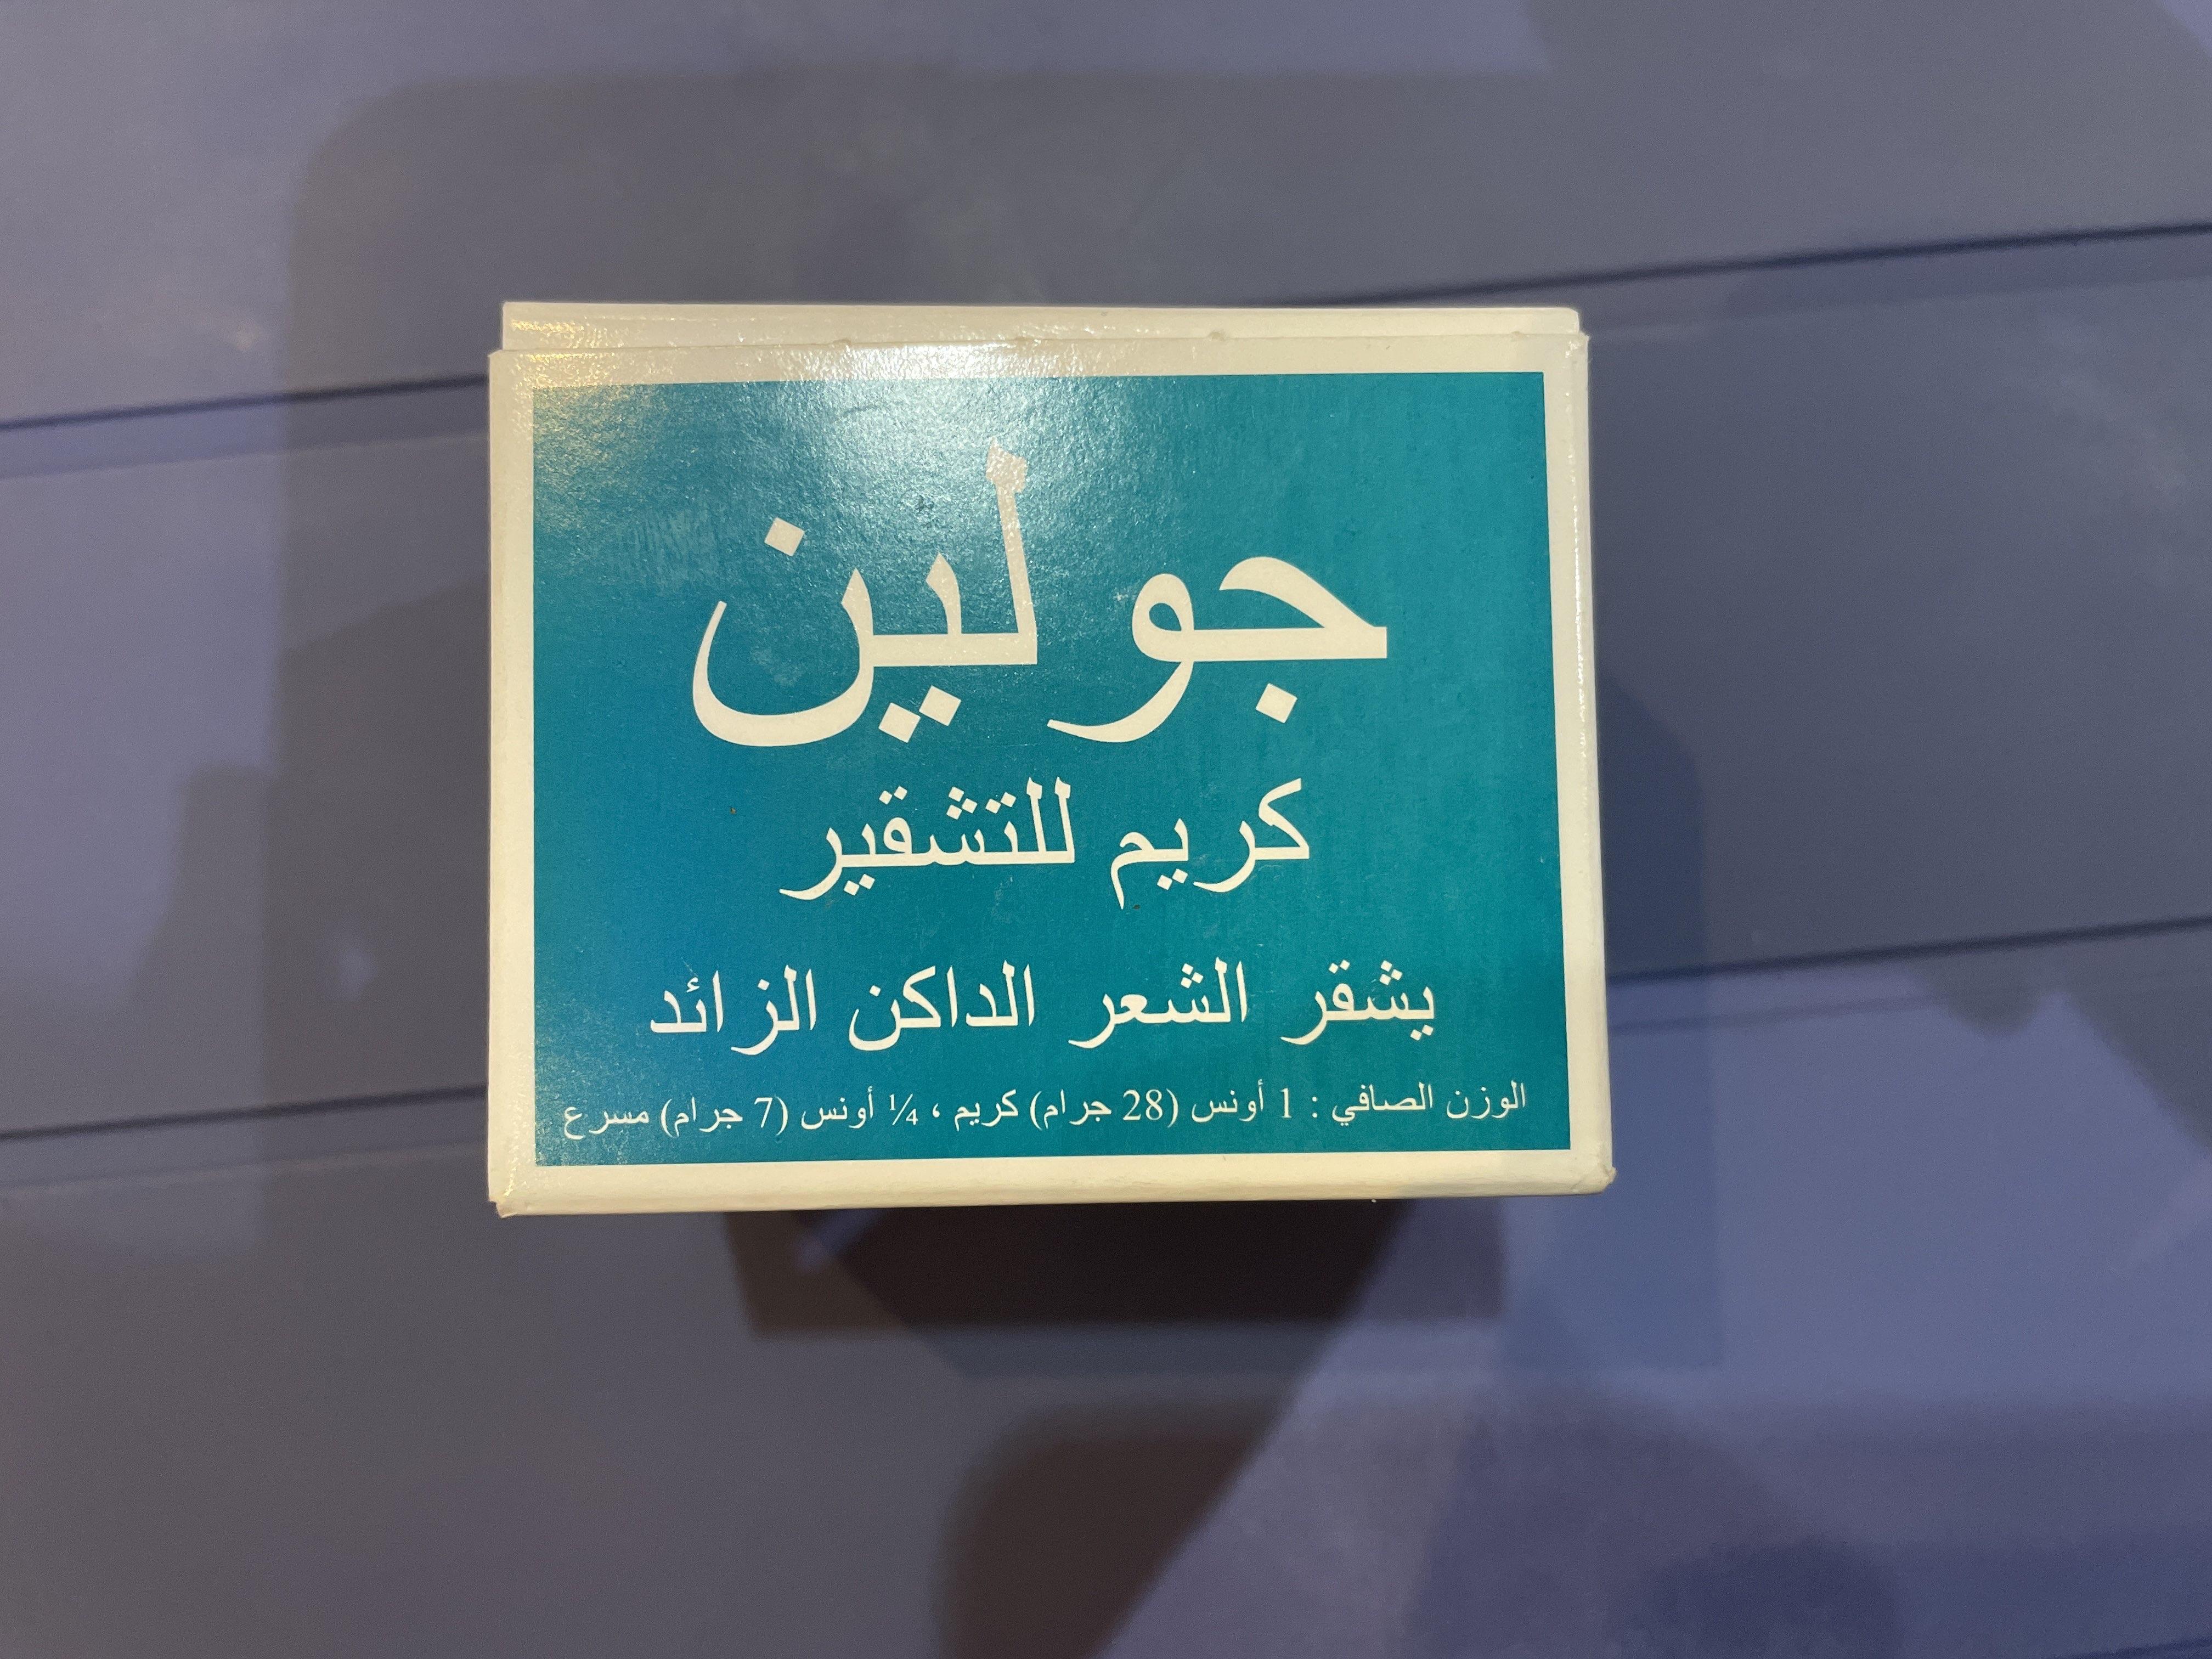 جولين
كريم للتشقير
يشقر الشعر الداكن الزائد
الوزن الصافي : 1 أونس (28 جرام) كريم ، ¼ أونس (7 جرام) مسرع